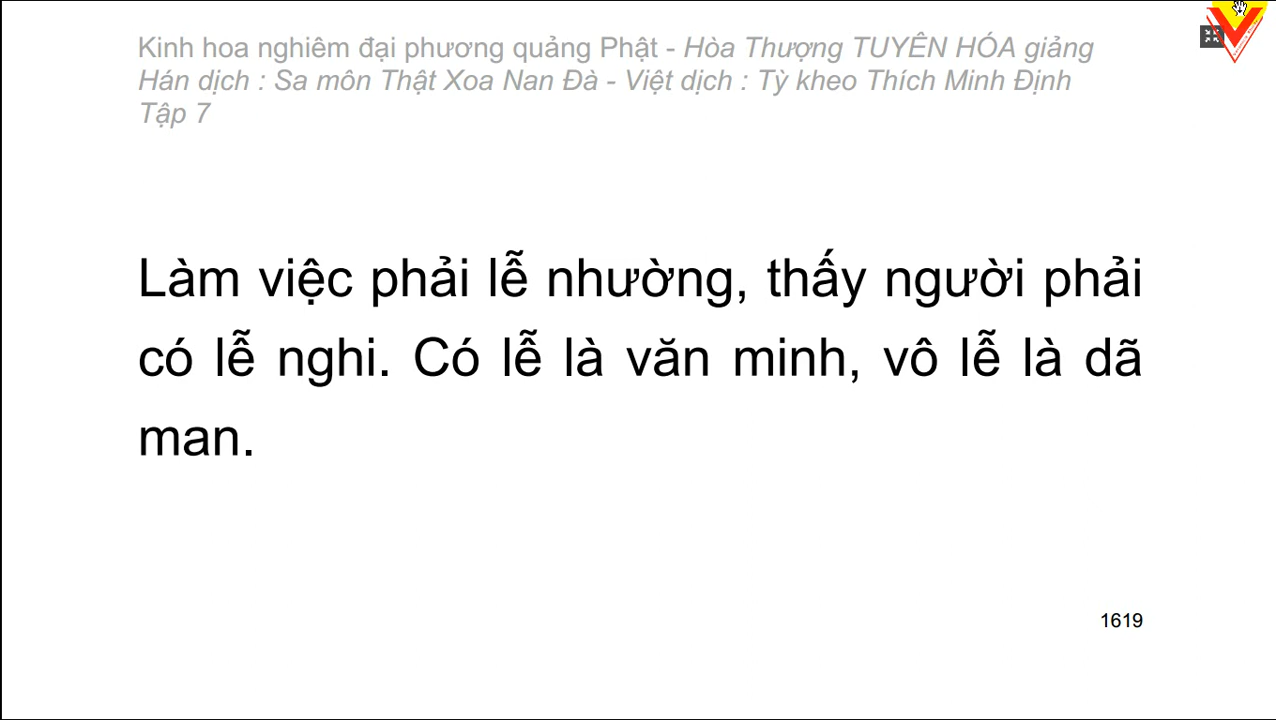 Kinh hoa nghiêm đại phương quảng Phật - Hòa Thượng TUYÊN HÓA giảng
Hán dịch : Sa môn Thật Xoa Nan Đà - Việt dịch : Tỳ kheo Thích Minh Định
Tập 7
Làm việc phải lễ nhường, thấy người phải
có lễ nghi. Có lễ là văn minh, vô lễ là dã
man.
1619